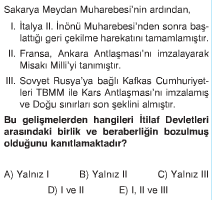 Sakarya Meydan Muharebesi'nin ardından,
I. İtalya II. İnönü Muharebesi'nden sonra baş-
lattığı geri çekilme harekatını tamamlamıştır.
II. Fransa, Ankara Antlaşması'nı imzalayarak
Misakı Millî'yi tanımıştır.
III. Sovyet Rusya'ya bağlı Kafkas Cumhuriyet-
leri TBMM ile Kars Antlaşması'nı imzalamış
ve Doğu sınırları son şeklini almıştır.
Bu gelişmelerden hangileri İtilaf Devletleri
arasındaki birlik ve beraberliğin bozulmuş
olduğunu kanıtlamaktadır?
A) Yalnız I B) Yalnız II C) Yalnız III
D) I ve II E) I, II ve III